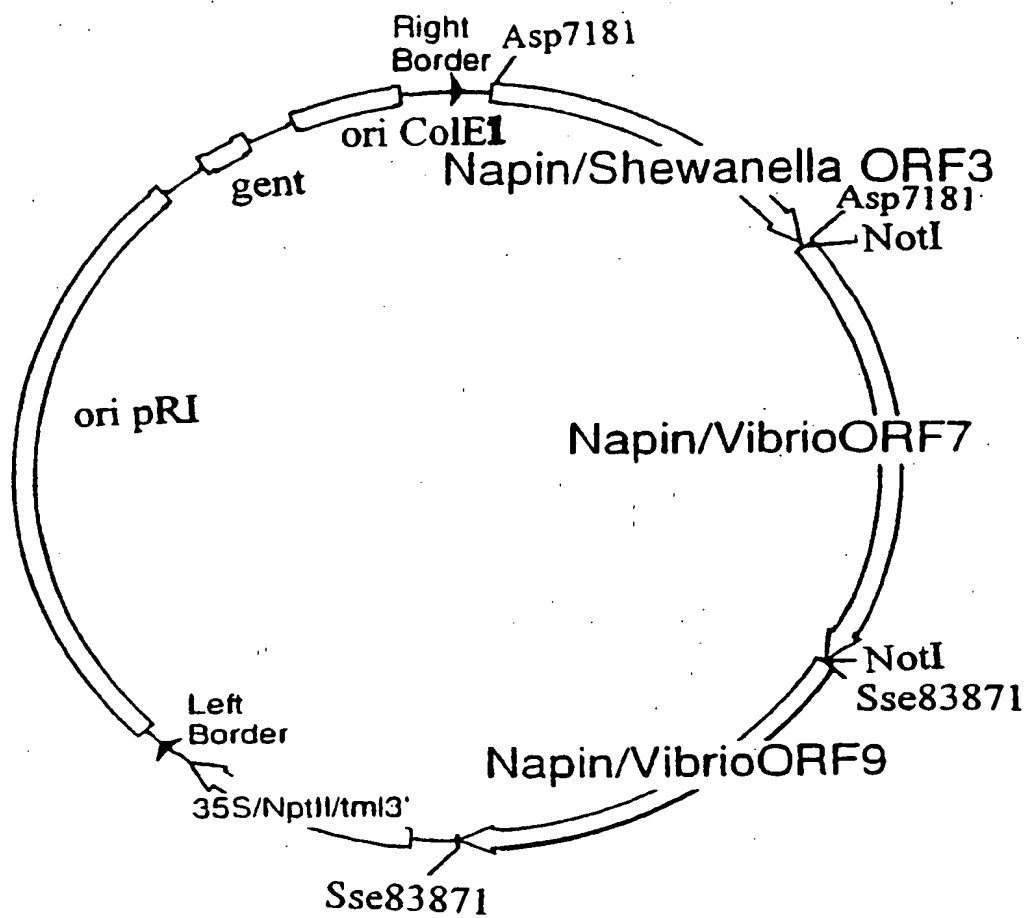 Right
Border
Asp7181
ori ColE1
gent
Napin/Shewanella ORF3
Asp7181
NotI
ori pRI
Napin/VibrioORF7
NotI
Sse83871
Left
Border
Napin/VibrioORF9
35S/NptII/tml3'
Sse83871